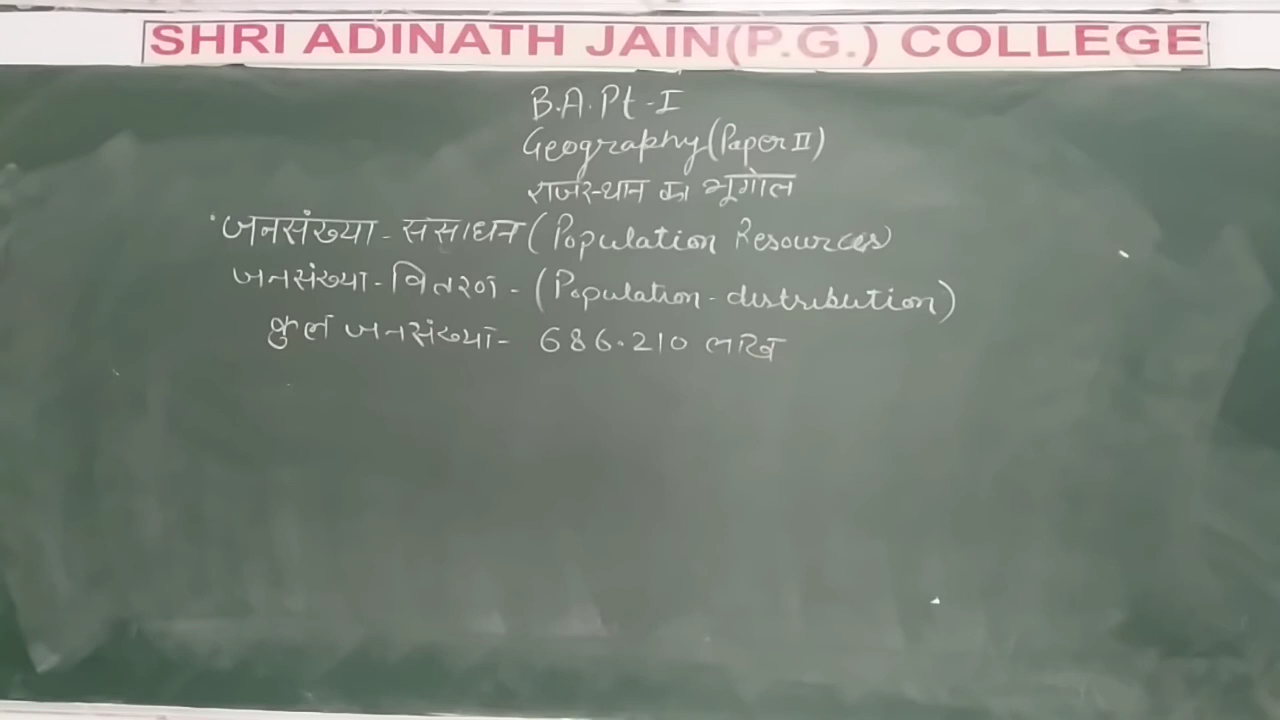 SHRI ADINATH JAIN(P.G.) COLLEGE
B.A. Pt-I
Geography (Paper II)
राजस्थान का भूगोल
जनसंख्या - संसाधन (Population Resources
जनसंख्या - वितरण - (Population - distribution)
कुल जनसंख्या - 686.210 लाख